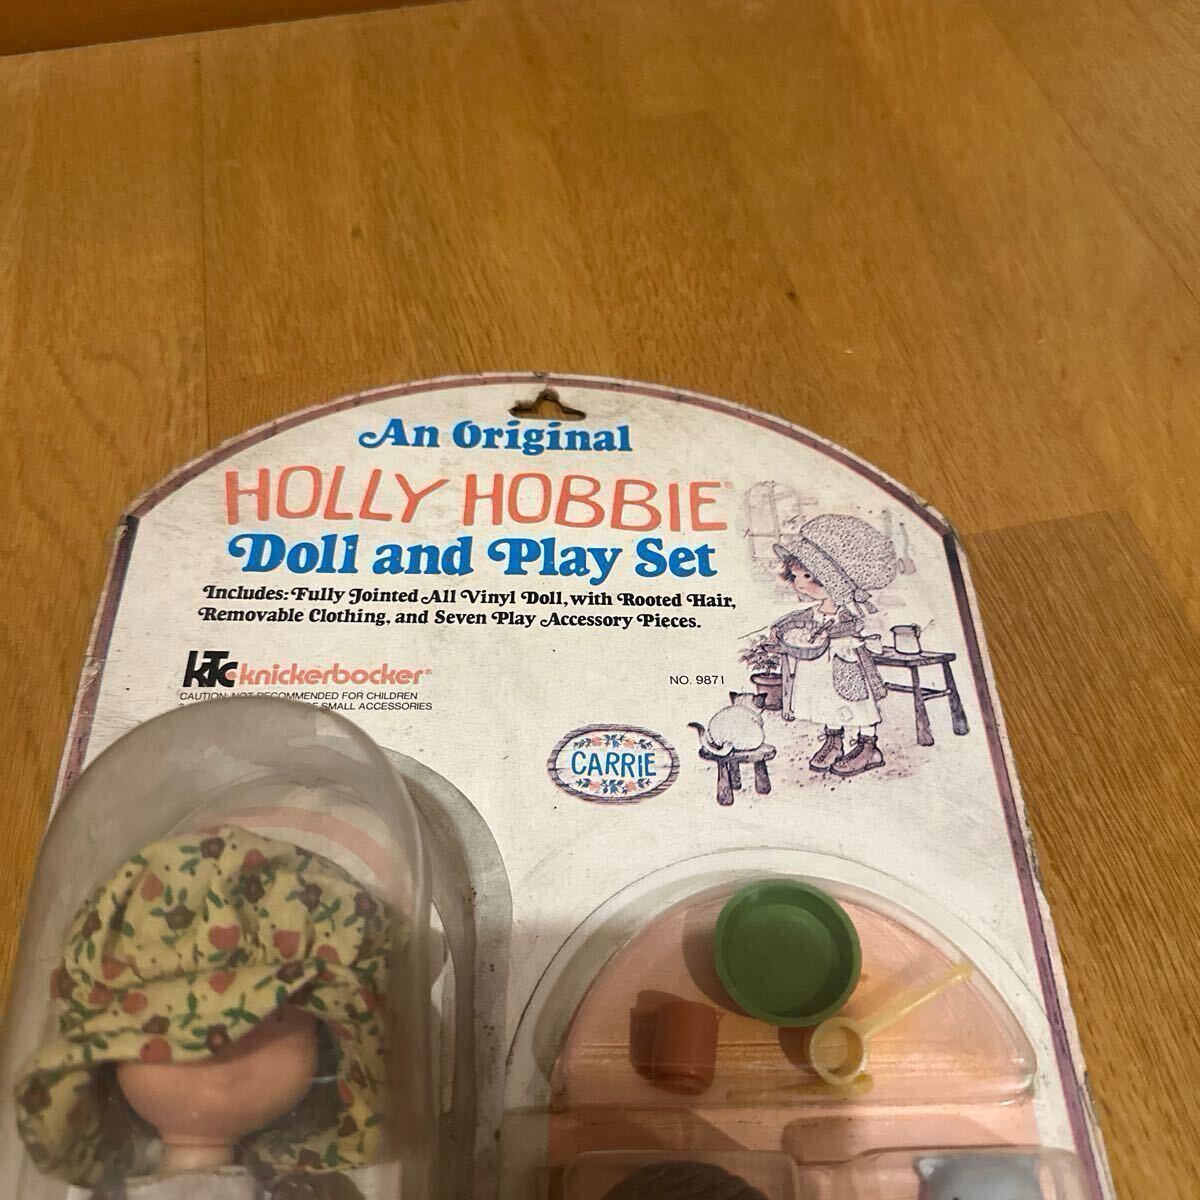 An Original
HOLLY HOBBIE®
Doll and Play Set
Includes: Fully Jointed All Vinyl Doll, with Rooted Hair,
Removable Clothing, and Seven Play Accessory Pieces.
KTC knickerbocker®
NO. 9871
CAUTION: NOT RECOMMENDED FOR CHILDREN
SMALL ACCESSORIES
CARRIE